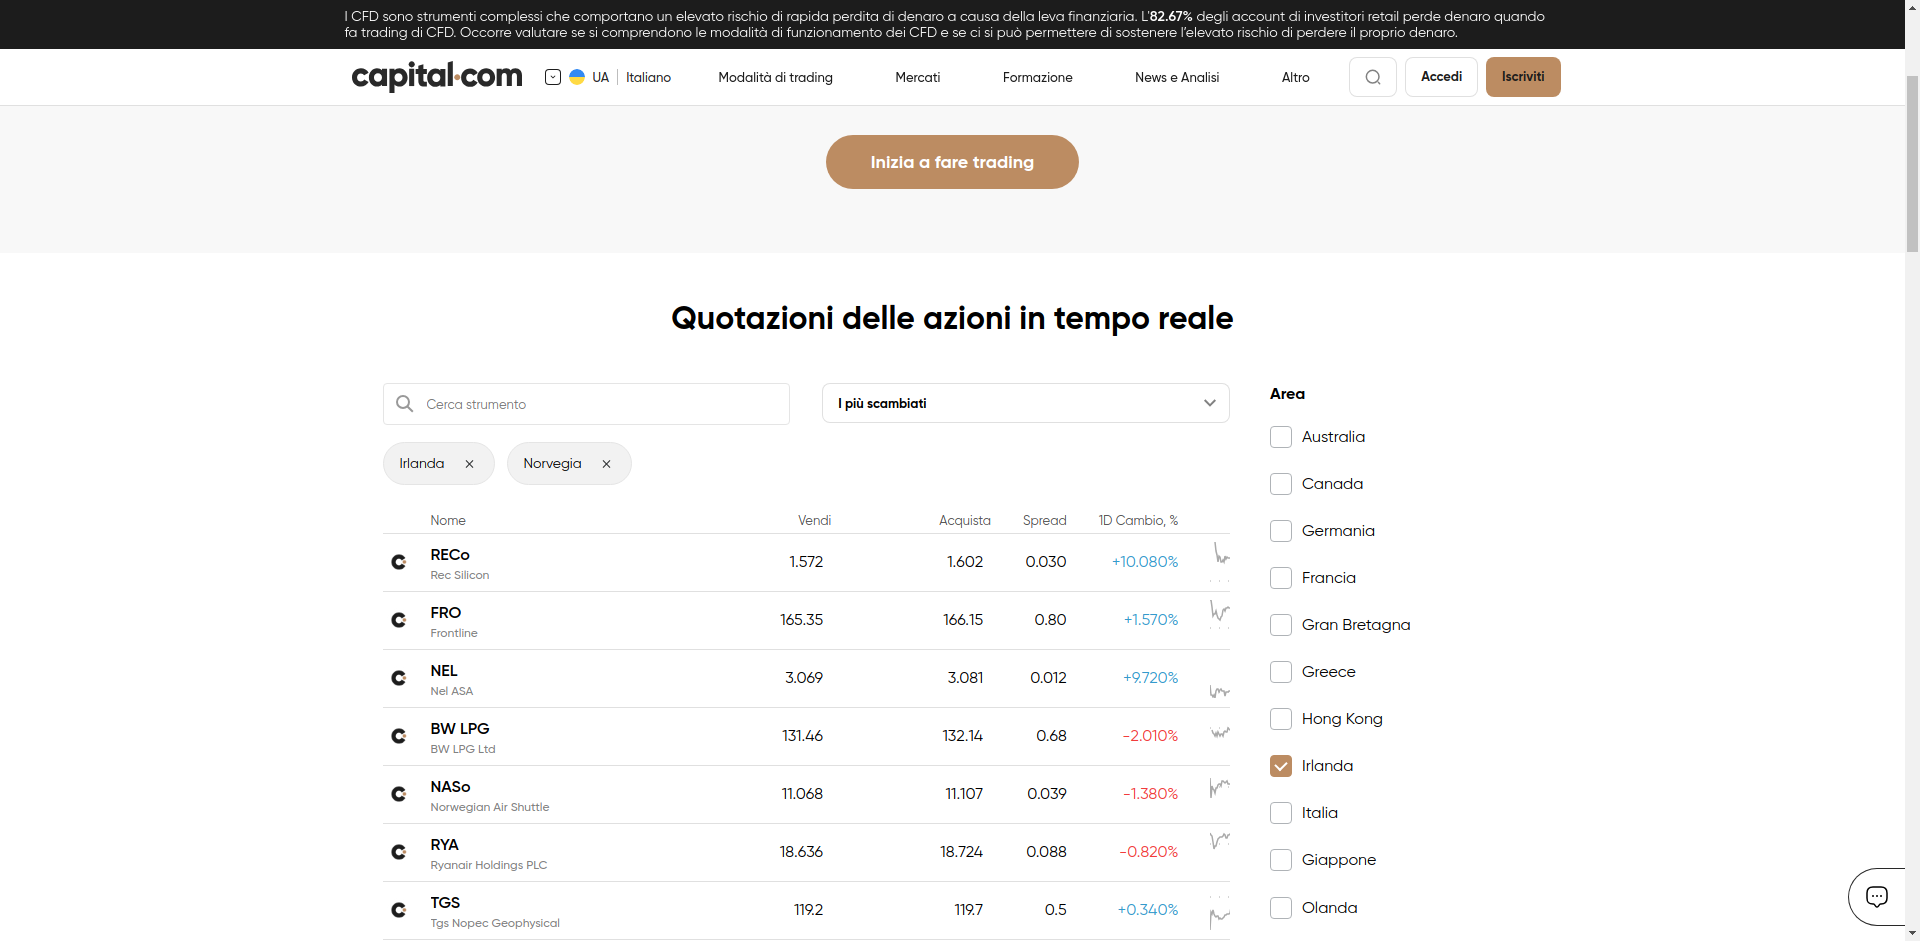 I CFD sono strumenti complessi che comportano un elevato rischio di rapida perdita di denaro a causa della leva finanziaria. L'82.67% degli account di investitori retail perde denaro quando
fa trading di CFD. Occorre valutare se si comprendono le modalità di funzionamento dei CFD e se ci si può permettere di sostenere l’elevato rischio di perdere il proprio denaro.
capital.com UA Italiano Modalità di trading Mercati Formazione News e Analisi Altro Accedi Iscriviti
Inizia a fare trading
Quotazioni delle azioni in tempo reale
Cerca strumento
I più scambiati
Irlanda
Norvegia
Nome Vendi Acquista Spread 1D Cambio, %
RECo 1.572 1.602 0.030 +10.080%
Rec Silicon
FRO 165.35 166.15 0.80 +1.570%
Frontline
NEL 3.069 3.081 0.012 +9.720%
Nel ASA
BW LPG 131.46 132.14 0.68 -2.010%
BW LPG Ltd
NASo 11.068 11.107 0.039 -1.380%
Norwegian Air Shuttle
RYA 18.636 18.724 0.088 -0.820%
Ryanair Holdings PLC
TGS 119.2 119.7 0.5 +0.340%
Tgs Nopec Geophysical
Area
Australia
Canada
Germania
Francia
Gran Bretagna
Greece
Hong Kong
Irlanda
Italia
Giappone
Olanda